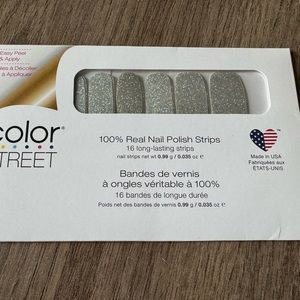 Easy Peel
& Apply
à Décoller
à Appliquer
color®
TREET
100% Real Nail Polish Strips
16 long-lasting strips
nail strips net wt 0.99 g / 0.035 oz ℮
Bandes de vernis
à ongles véritable à 100%
16 bandes de longue durée
Poids net des bandes de vernis 0.99 g / 0.035 oz ℮
Made in USA
Fabriquées aux
ÉTATS-UNIS